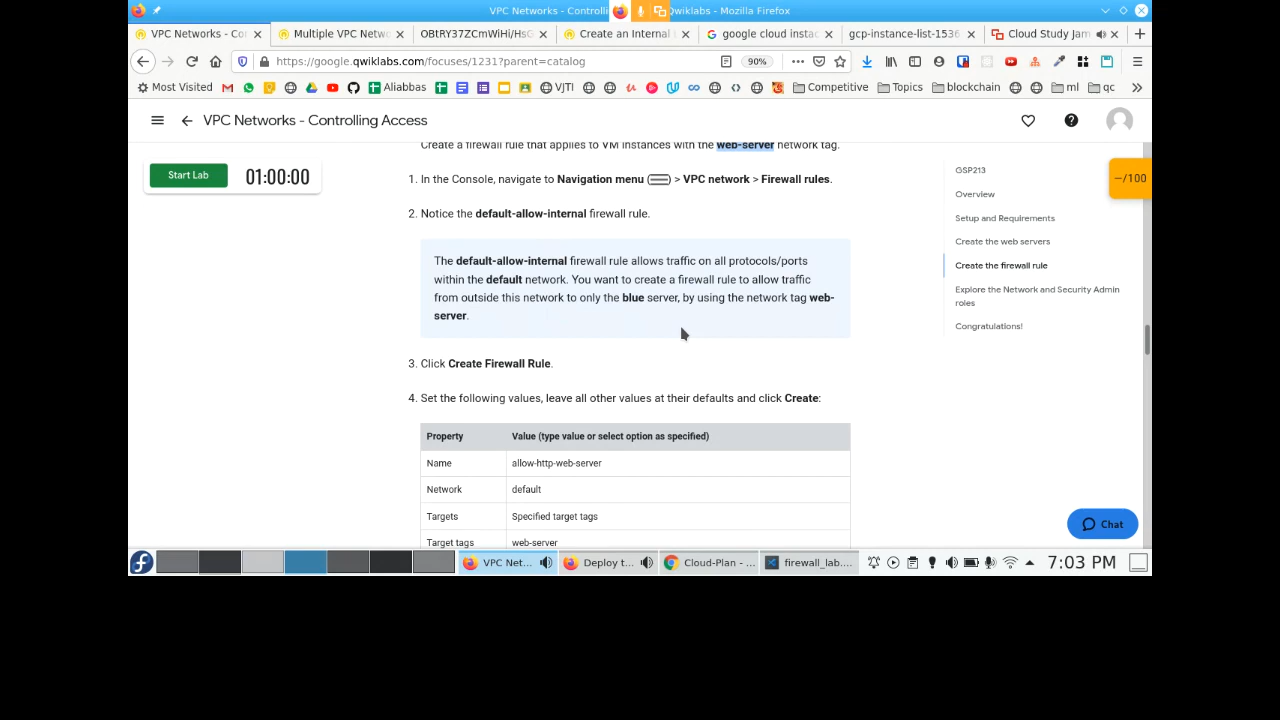 VPC Networks - Controlli Qwiklabs - Mozilla Firefox
VPC Networks - Con
Multiple VPC Netwo
OBtRY37ZCmWiHi/HsG
Create an Internal
google cloud insta
gcp-instance-list-1536
Cloud Study Jam
https://google.qwiklabs.com/focuses/1231?parent=catalog
90%
Most Visited
Aliabbas
VJTI
Competitive
Topics
blockchain
ml
qc
VPC Networks - Controlling Access
Start Lab
01:00:00
Create a firewall rule that applies to VM instances with the web-server network tag.
1. In the Console, navigate to Navigation menu > VPC network > Firewall rules.
2. Notice the default-allow-internal firewall rule.
The default-allow-internal firewall rule allows traffic on all protocols/ports
within the default network. You want to create a firewall rule to allow traffic
from outside this network to only the blue server, by using the network tag web-
server.
3. Click Create Firewall Rule.
4. Set the following values, leave all other values at their defaults and click Create:
Property Value (type value or select option as specified)
Name allow-http-web-server
Network default
Targets Specified target tags
Target tags web-server
GSP213
Overview
Setup and Requirements
Create the web servers
Create the firewall rule
Explore the Network and Security Admin
roles
Congratulations!
—/100
Chat
VPC Net...
Deploy t...
Cloud-Plan - ...
firewall_lab....
7:03 PM